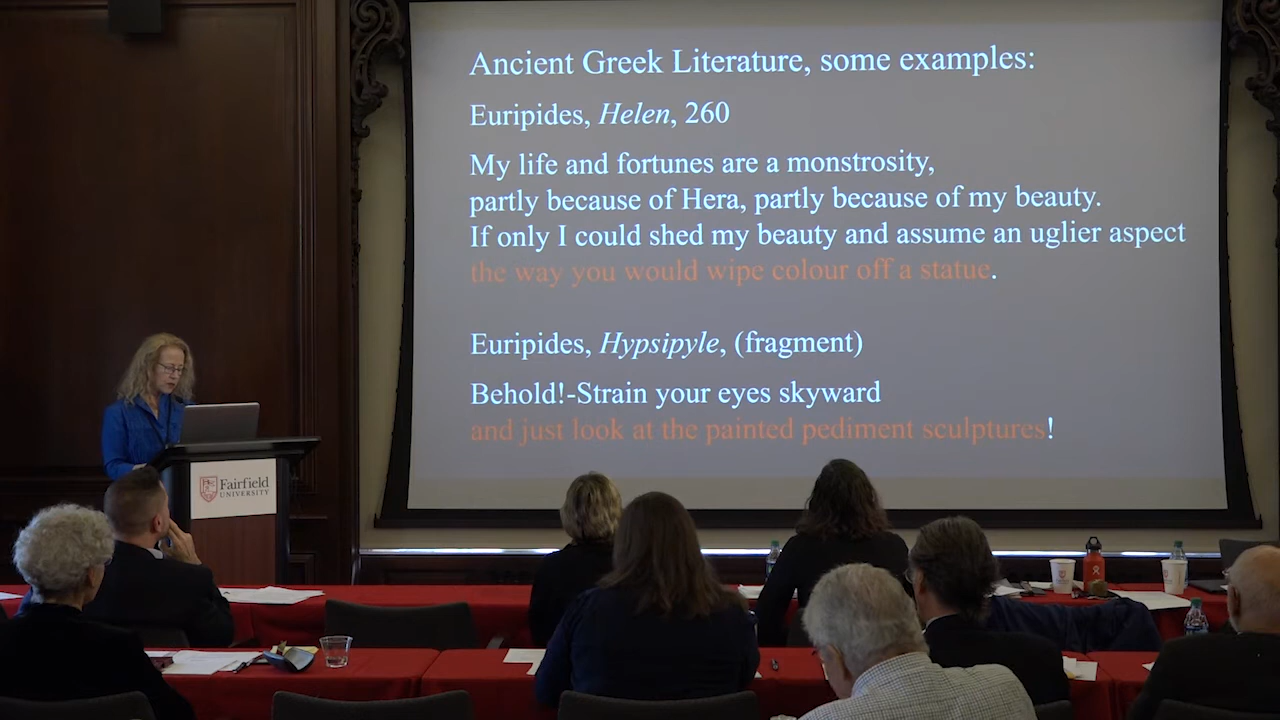 Ancient Greek Literature, some examples:
Euripides, Helen, 260
My life and fortunes are a monstrosity,
partly because of Hera, partly because of my beauty.
If only I could shed my beauty and assume an uglier aspect
the way you would wipe colour off a statue.
Euripides, Hypsipyle, (fragment)
Behold!-Strain your eyes skyward
and just look at the painted pediment sculptures!
Fairfield
UNIVERSITY